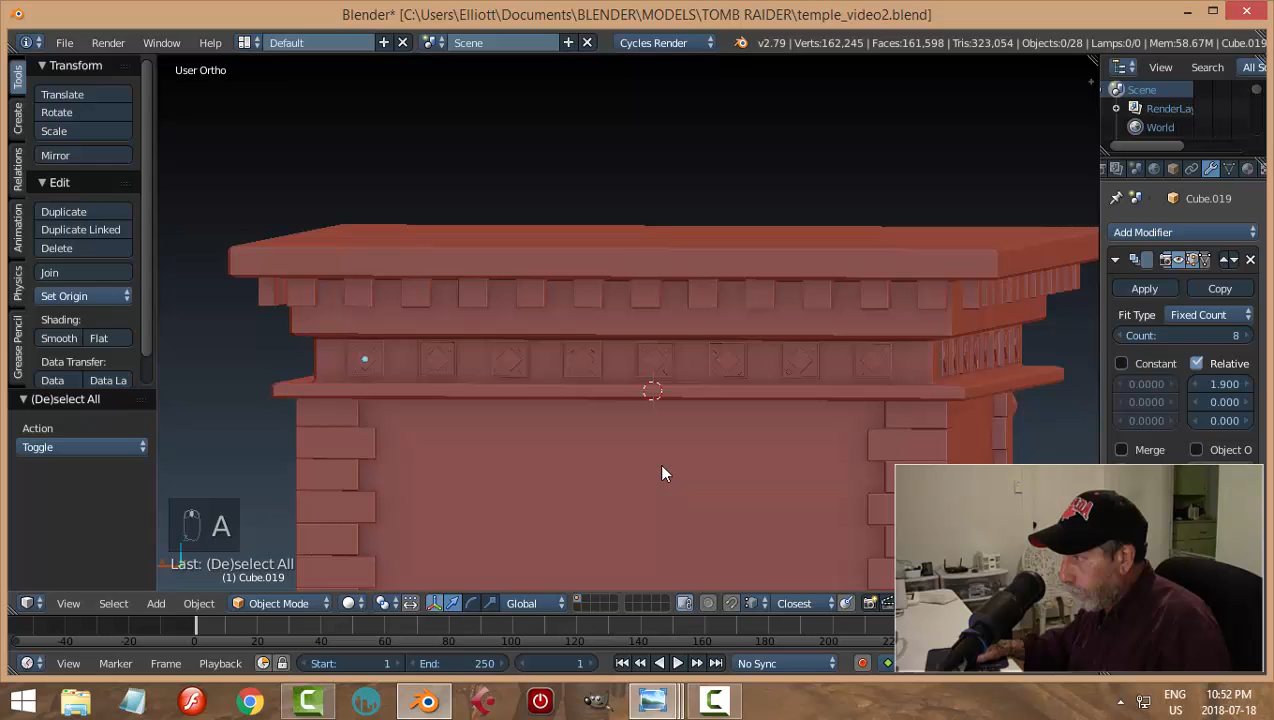 Blender* [C:\Users\Elliott\Documents\BLENDER\MODELS\TOMB RAIDER\temple_video2.blend]
File Render Window Help Default Scene Cycles Render v2.79 | Verts:162,245 | Faces:161,598 | Tris:323,054 | Objects:0/28 | Lamps:0/0 | Mem:58.67M | Cube.019
Tools
Create
Relations
Animation
Physics
Grease Pencil
Transform
Translate
Rotate
Scale
Mirror
Edit
Duplicate
Duplicate Linked
Delete
Join
Set Origin
Shading:
Smooth Flat
Data Transfer:
Data Data La
(De)select All
Action
Toggle
User Ortho
A
Last: (De)select All
(1) Cube.019
View Search All S
Scene
RenderLay
World
Cube.019
Add Modifier
Apply Copy
Fit Type Fixed Count
Count: 8
Constant Relative
0.0000 1.900
0.0000 0.000
0.0000 0.000
Merge Object O
View Select Add Object Object Mode Global Closest
-40 -20 0 20 40 60 80 100 120 140 160 180 200
View Marker Frame Playback Start: 1 End: 250 1 No Sync
ENG
US
10:52 PM
2018-07-18